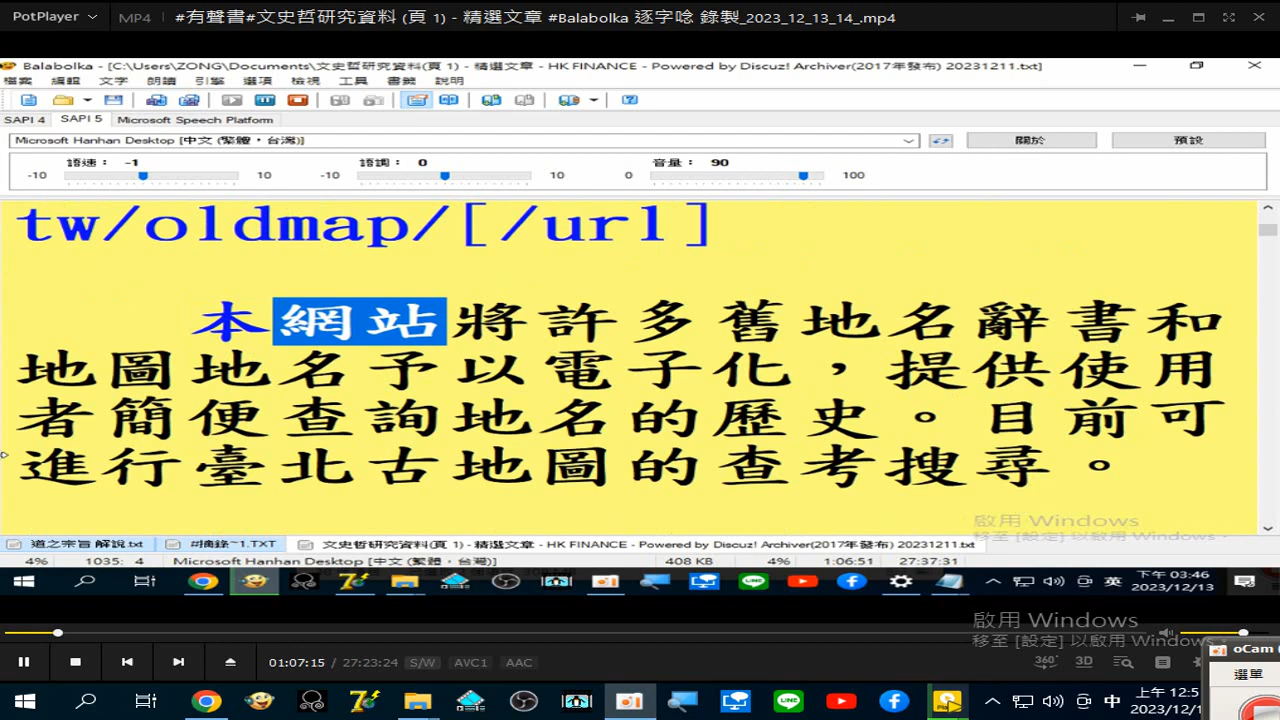 PotPlayer MP4 #有聲書#文史哲研究資料 (頁 1) - 精選文章 #Balabolka 逐字唸 錄製_2023_12_13_14_.mp4
Balabolka - [C:\Users\ZONG\Documents\文史哲研究資料(頁 1) - 精選文章 - HK FINANCE - Powered by Discuz! Archiver(2017年發布) 20231211.txt]
檔案 編輯 文字 朗讀 引擎 選項 檢視 工具 書籤 說明
SAPI 4 SAPI 5 Microsoft Speech Platform
Microsoft Hanhan Desktop [中文 (繁體，台灣)] 關於 預設
語速： -1 語調： 0 音量： 90
-10 10 -10 10 0 100
tw/oldmap/[/url]
本網站將許多舊地名辭書和
地圖地名予以電子化，提供使用
者簡便查詢地名的歷史。目前可
進行臺北古地圖的查考搜尋。
啟用 Windows
移至 [設定] 以啟用 Windows。
道之宗旨 解說.txt #摘錄~1.TXT 文史哲研究資料(頁 1) - 精選文章 - HK FINANCE - Powered by Discuz! Archiver(2017年發布) 20231211.txt
4% 1035: 4 Microsoft Hanhan Desktop [中文 (繁體，台灣)] 408 KB 4% 1:06:51 27:37:31
英 下午 03:46
2023/12/13
啟用 Windows
移至 [設定] 以啟用 Windows。
oCam
01:07:15 / 27:23:24 S/W AVC1 AAC 360° 3D
選單
中 上午 12:5
2023/12/1